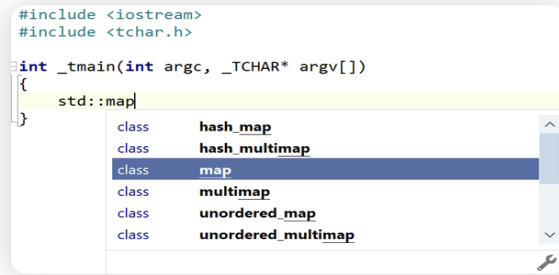 #include <iostream>
#include <tchar.h>
int _tmain(int argc, _TCHAR* argv[])
{
std::map
}
class hash_map
class hash_multimap
class map
class multimap
class unordered_map
class unordered_multimap